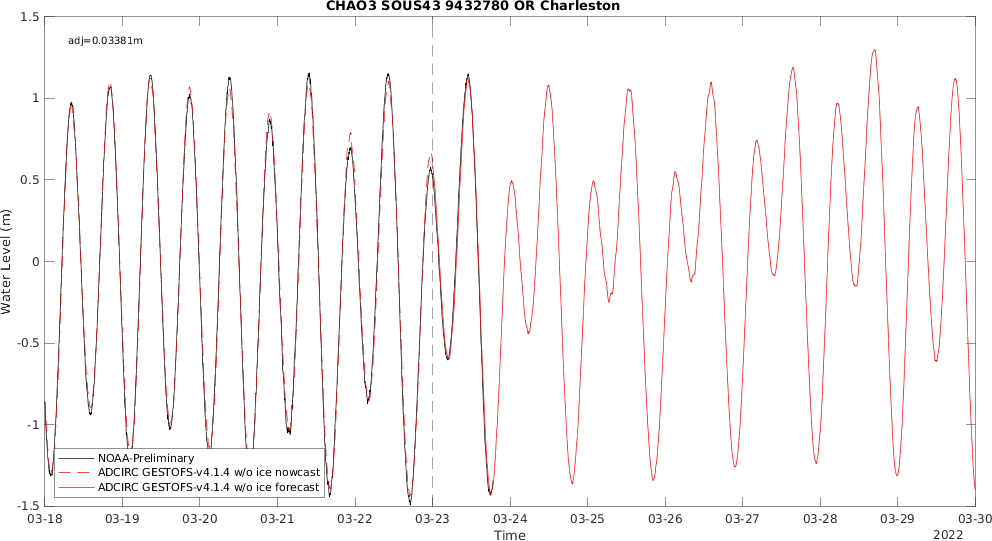 CHAO3 SOUS43 9432780 OR Charleston
adj=0.03381m
1.5
1
0.5
0
-0.5
-1
-1.5
Water Level (m)
NOAA-Preliminary
ADCIRC GESTOFS-v4.1.4 w/o ice nowcast
ADCIRC GESTOFS-v4.1.4 w/o ice forecast
03-18 03-19 03-20 03-21 03-22 03-23 03-24 03-25 03-26 03-27 03-28 03-29 03-30
Time
2022